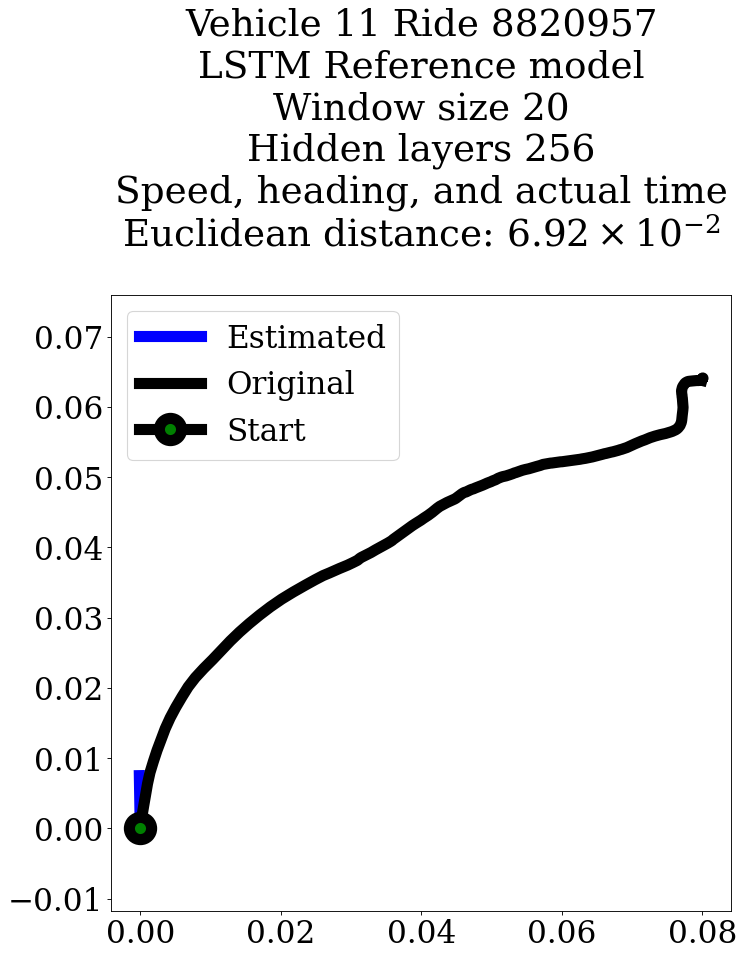 Vehicle 11 Ride 8820957
LSTM Reference model
Window size 20
Hidden layers 256
Speed, heading, and actual time
Euclidean distance: 6.92 × 10⁻²
Estimated
Original
Start
0.07
0.06
0.05
0.04
0.03
0.02
0.01
0.00
−0.01
0.00 0.02 0.04 0.06 0.08